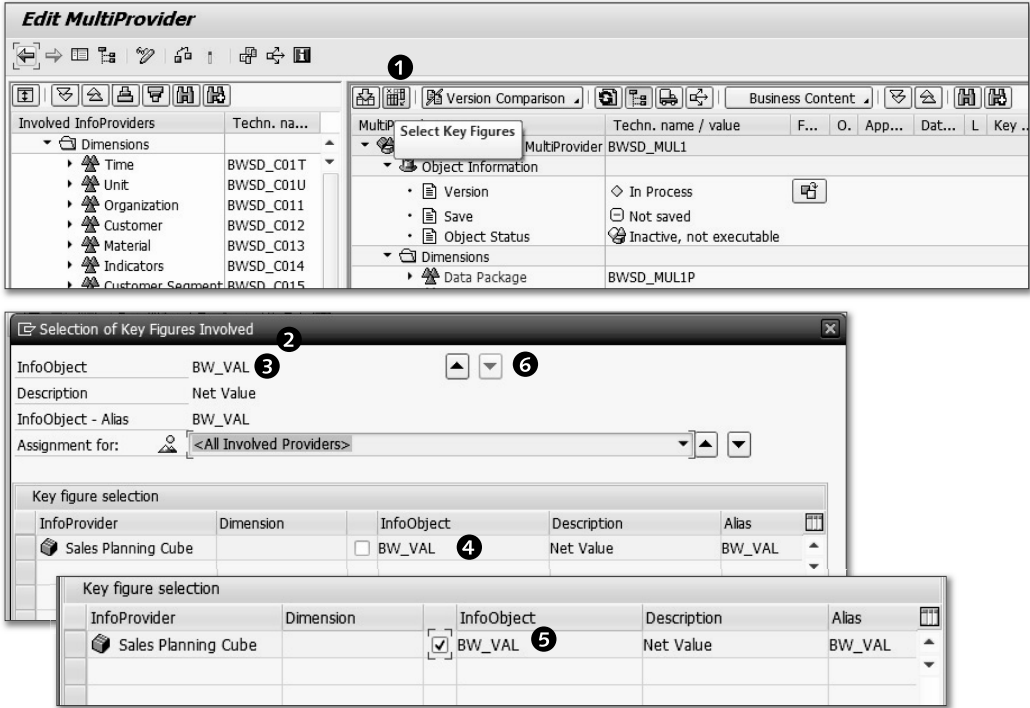 Edit MultiProvider
1
Version Comparison
Business Content
Involved InfoProviders Techn. na...
Select Key Figures
Techn. name / value F... O. App... Dat... L Key ..
Dimensions
MultiProvider BWSD_MUL1
Time BWSD_C01T
Object Information
Unit BWSD_C01U
Version In Process
Organization BWSD_C011
Save Not saved
Customer BWSD_C012
Object Status Inactive, not executable
Material BWSD_C013
Dimensions
Indicators BWSD_C014
Data Package BWSD_MUL1P
Customer Segment BWSD_C015
Selection of Key Figures Involved
2
InfoObject BW_VAL 3
6
Description Net Value
InfoObject - Alias BW_VAL
Assignment for: <All Involved Providers>
Key figure selection
InfoProvider Dimension InfoObject Description Alias
Sales Planning Cube BW_VAL 4 Net Value BW_VAL
Key figure selection
InfoProvider Dimension InfoObject Description Alias
Sales Planning Cube BW_VAL 5 Net Value BW_VAL